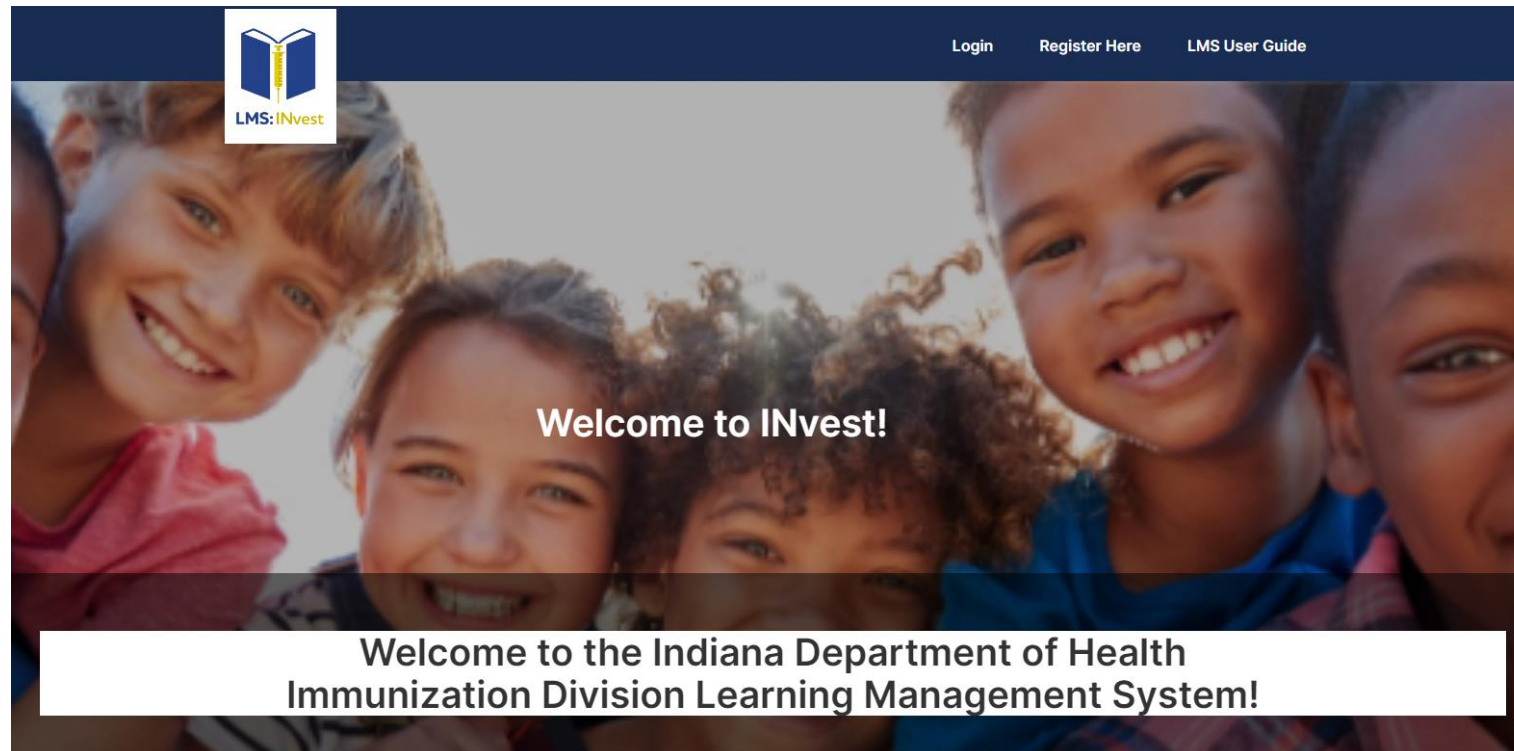 Login
Register Here
LMS User Guide
LMS: INvest
Welcome to INvest!
Welcome to the Indiana Department of Health
Immunization Division Learning Management System!